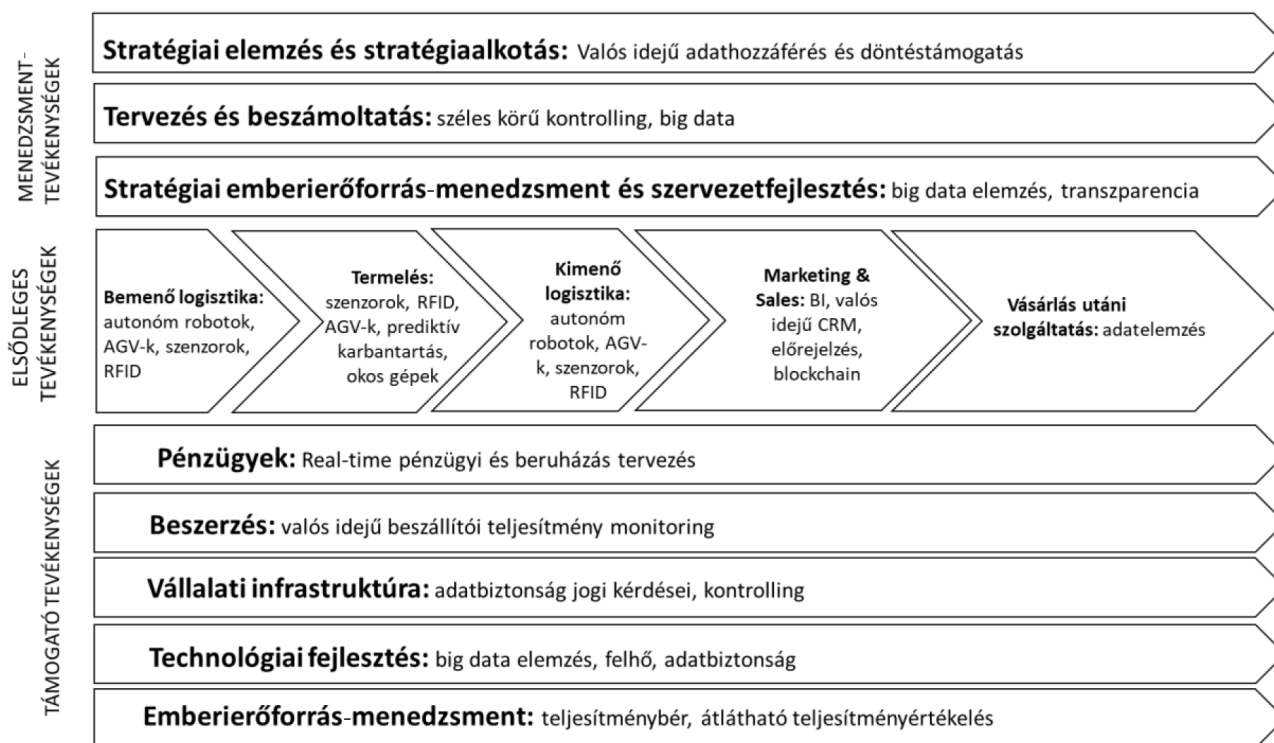 MENEDZSMENT-
TEVÉKENYSÉGEK
Stratégiai elemzés és stratégiaalkotás: Valós idejű adathozzáférés és döntéstámogatás
Tervezés és beszámoltatás: széles körű kontrolling, big data
Stratégiai emberierőforrás-menedzsment és szervezetfejlesztés: big data elemzés, transzparencia
ELSŐDLEGES
TEVÉKENYSÉGEK
Bemenő logisztika:
autonóm robotok,
AGV-k, szenzorok,
RFID
Termelés:
szenzorok, RFID,
AGV-k, prediktív
karbantartás,
okos gépek
Kimenő
logisztika:
autonóm
robotok, AGV-
k, szenzorok,
RFID
Marketing &
Sales: BI, valós
idejű CRM,
előrejelzés,
blockchain
Vásárlás utáni
szolgáltatás: adatelemzés
TÁMOGATÓ TEVÉKENYSÉGEK
Pénzügyek: Real-time pénzügyi és beruházás tervezés
Beszerzés: valós idejű beszállítói teljesítmény monitoring
Vállalati infrastruktúra: adatbiztonság jogi kérdései, kontrolling
Technológiai fejlesztés: big data elemzés, felhő, adatbiztonság
Emberierőforrás-menedzsment: teljesítménybér, átlátható teljesítményértékelés